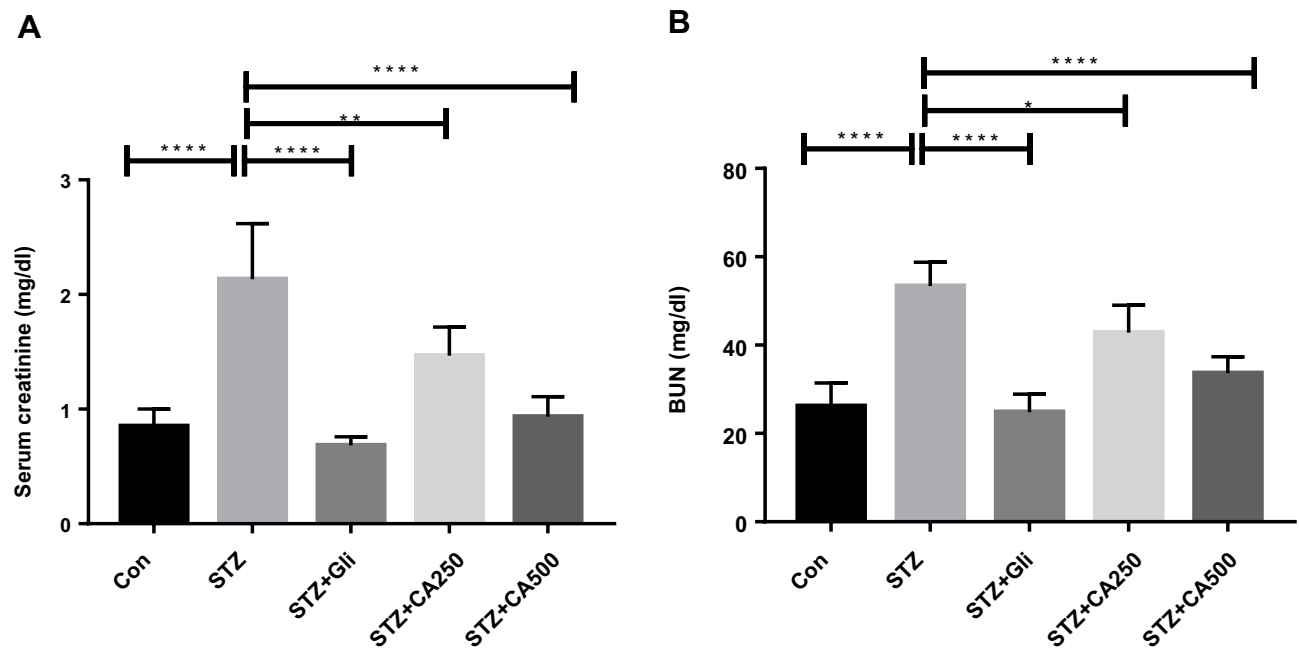 A
****
**
**** ****
3
2
1
0
Serum creatinine (mg/dl)
Con
STZ
STZ+Gli
STZ+CA250
STZ+CA500
B
****
*
**** ****
80
60
40
20
0
BUN (mg/dl)
Con
STZ
STZ+Gli
STZ+CA250
STZ+CA500